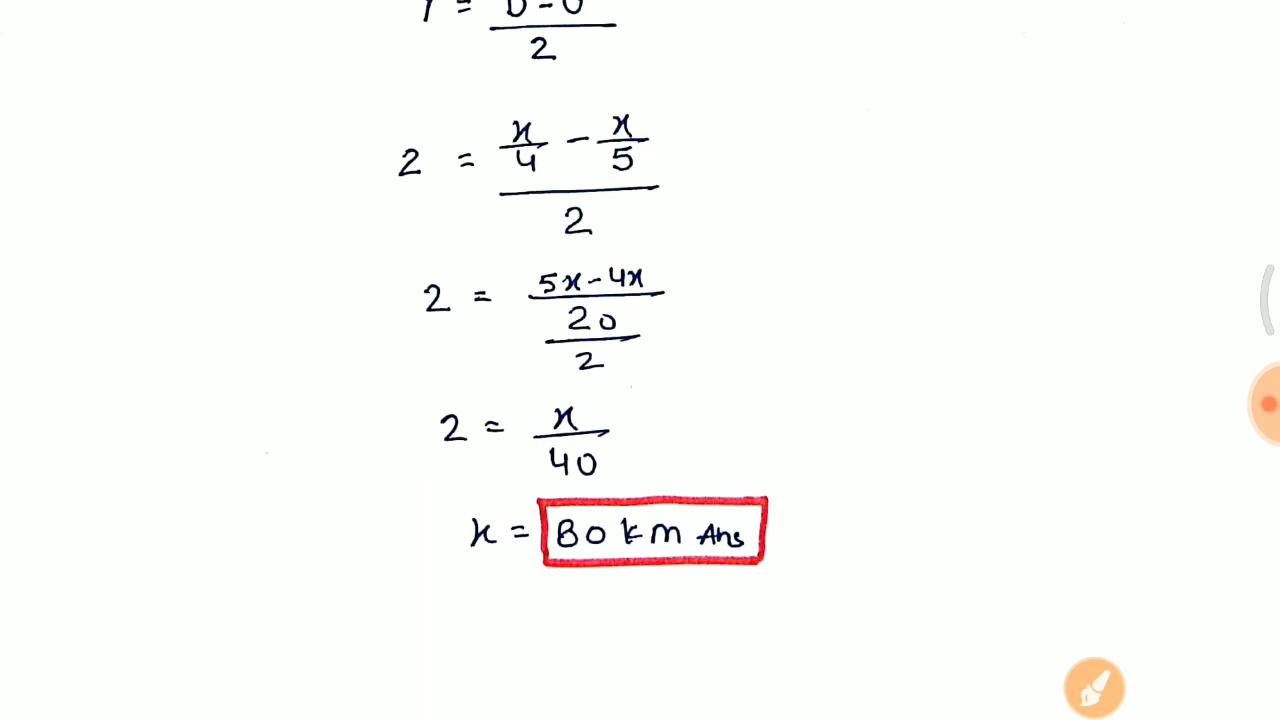 = 
2
2 = x/4 - x/5
2
2 = 5x-4x
20
2
2 = x
40
x = 80 km Ans